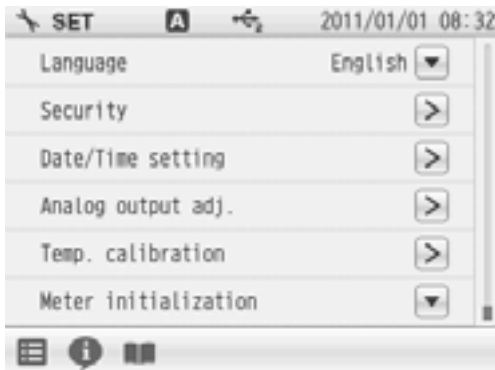 SET A 2011/01/01 08:32
Language English
Security
Date/Time setting
Analog output adj.
Temp. calibration
Meter initialization